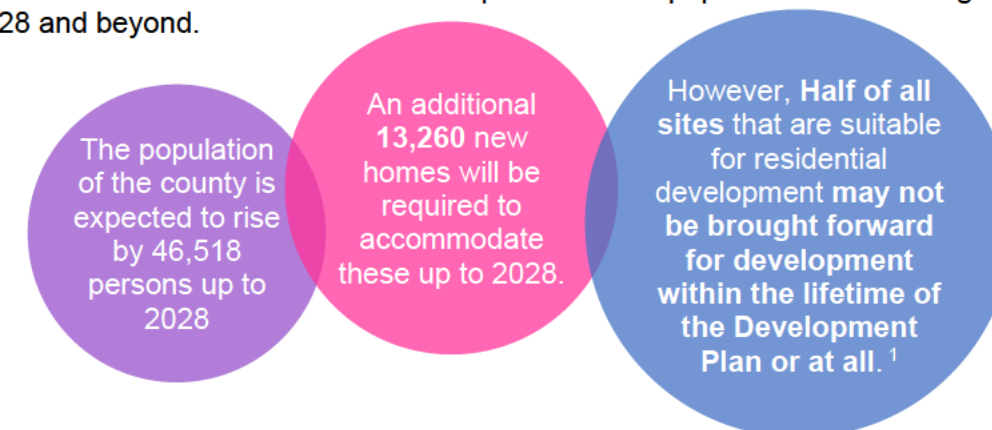 28 and beyond.
The population
of the county is
expected to rise
by 46,518
persons up to
2028
An additional
13,260 new
homes will be
required to
accommodate
these up to 2028.
However, Half of all
sites that are suitable
for residential
development may not
be brought forward
for development
within the lifetime of
the Development
Plan or at all. 1